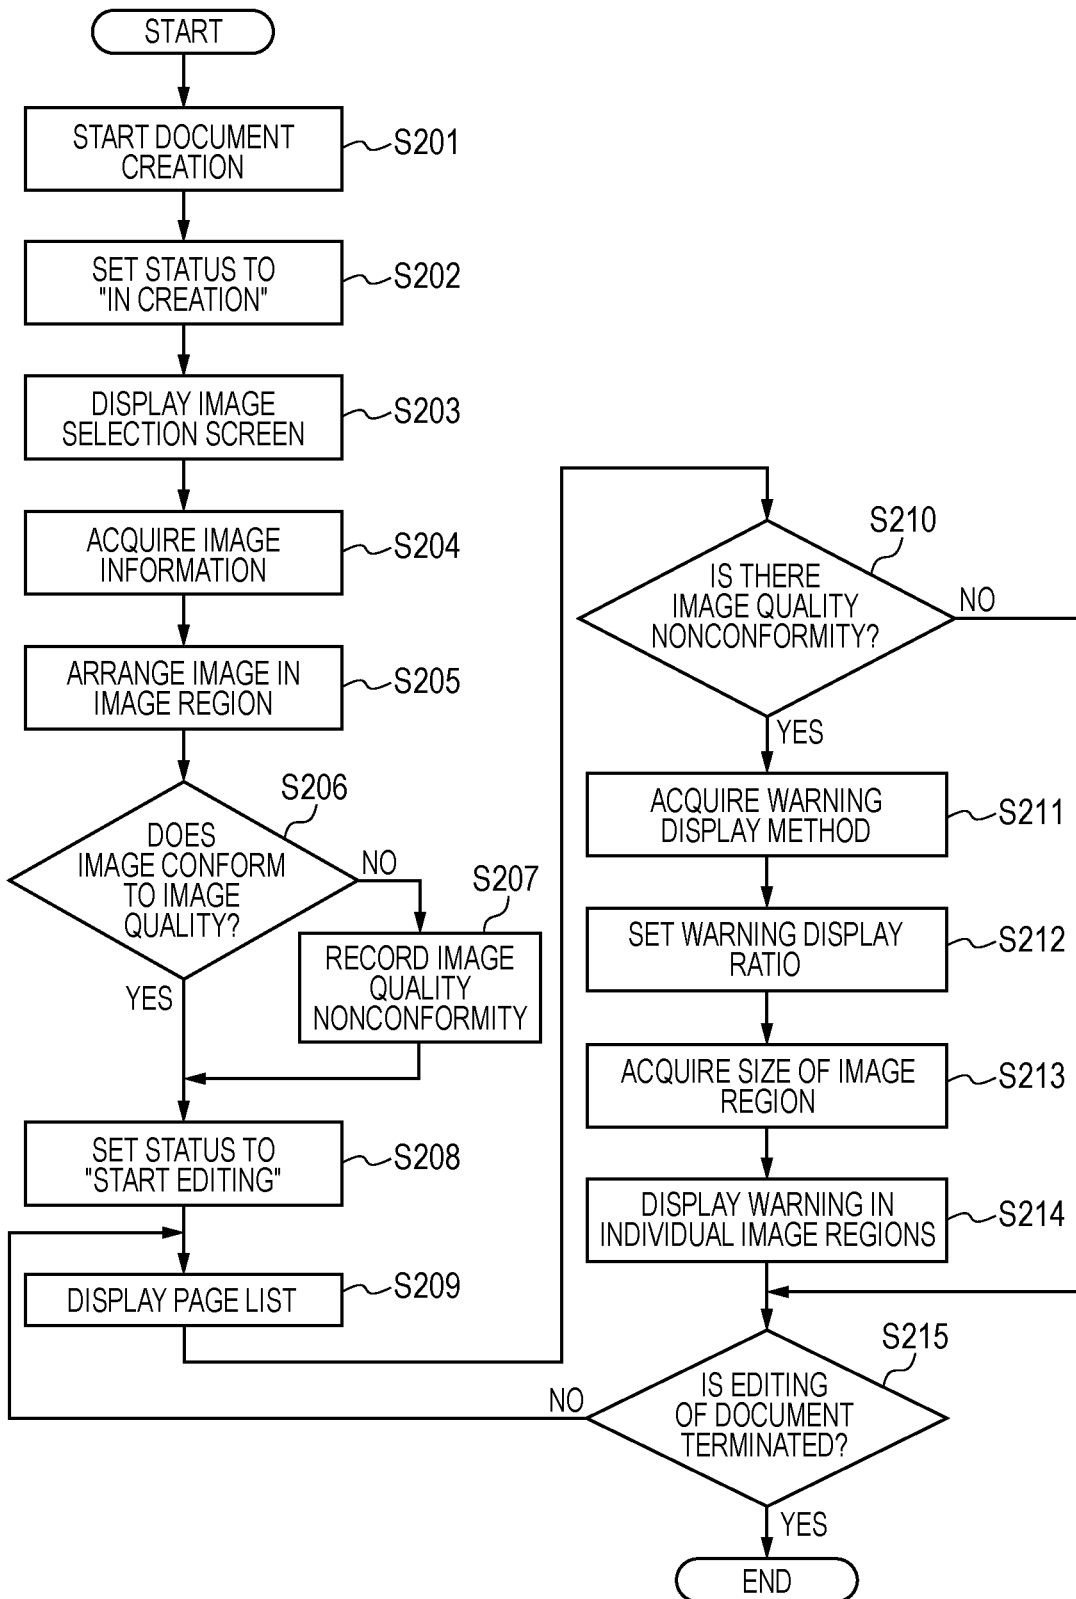 START
START DOCUMENT
CREATION
S201
SET STATUS TO
"IN CREATION"
S202
DISPLAY IMAGE
SELECTION SCREEN
S203
ACQUIRE IMAGE
INFORMATION
S204
ARRANGE IMAGE IN
IMAGE REGION
S205
S206
DOES
IMAGE CONFORM
TO IMAGE
QUALITY?
NO
YES
S207
RECORD IMAGE
QUALITY
NONCONFORMITY
SET STATUS TO
"START EDITING"
S208
DISPLAY PAGE LIST
S209
S210
IS THERE
IMAGE QUALITY
NONCONFORMITY?
NO
YES
ACQUIRE WARNING
DISPLAY METHOD
S211
SET WARNING DISPLAY
RATIO
S212
ACQUIRE SIZE OF IMAGE
REGION
S213
DISPLAY WARNING IN
INDIVIDUAL IMAGE REGIONS
S214
S215
IS EDITING
OF DOCUMENT
TERMINATED?
NO
YES
END